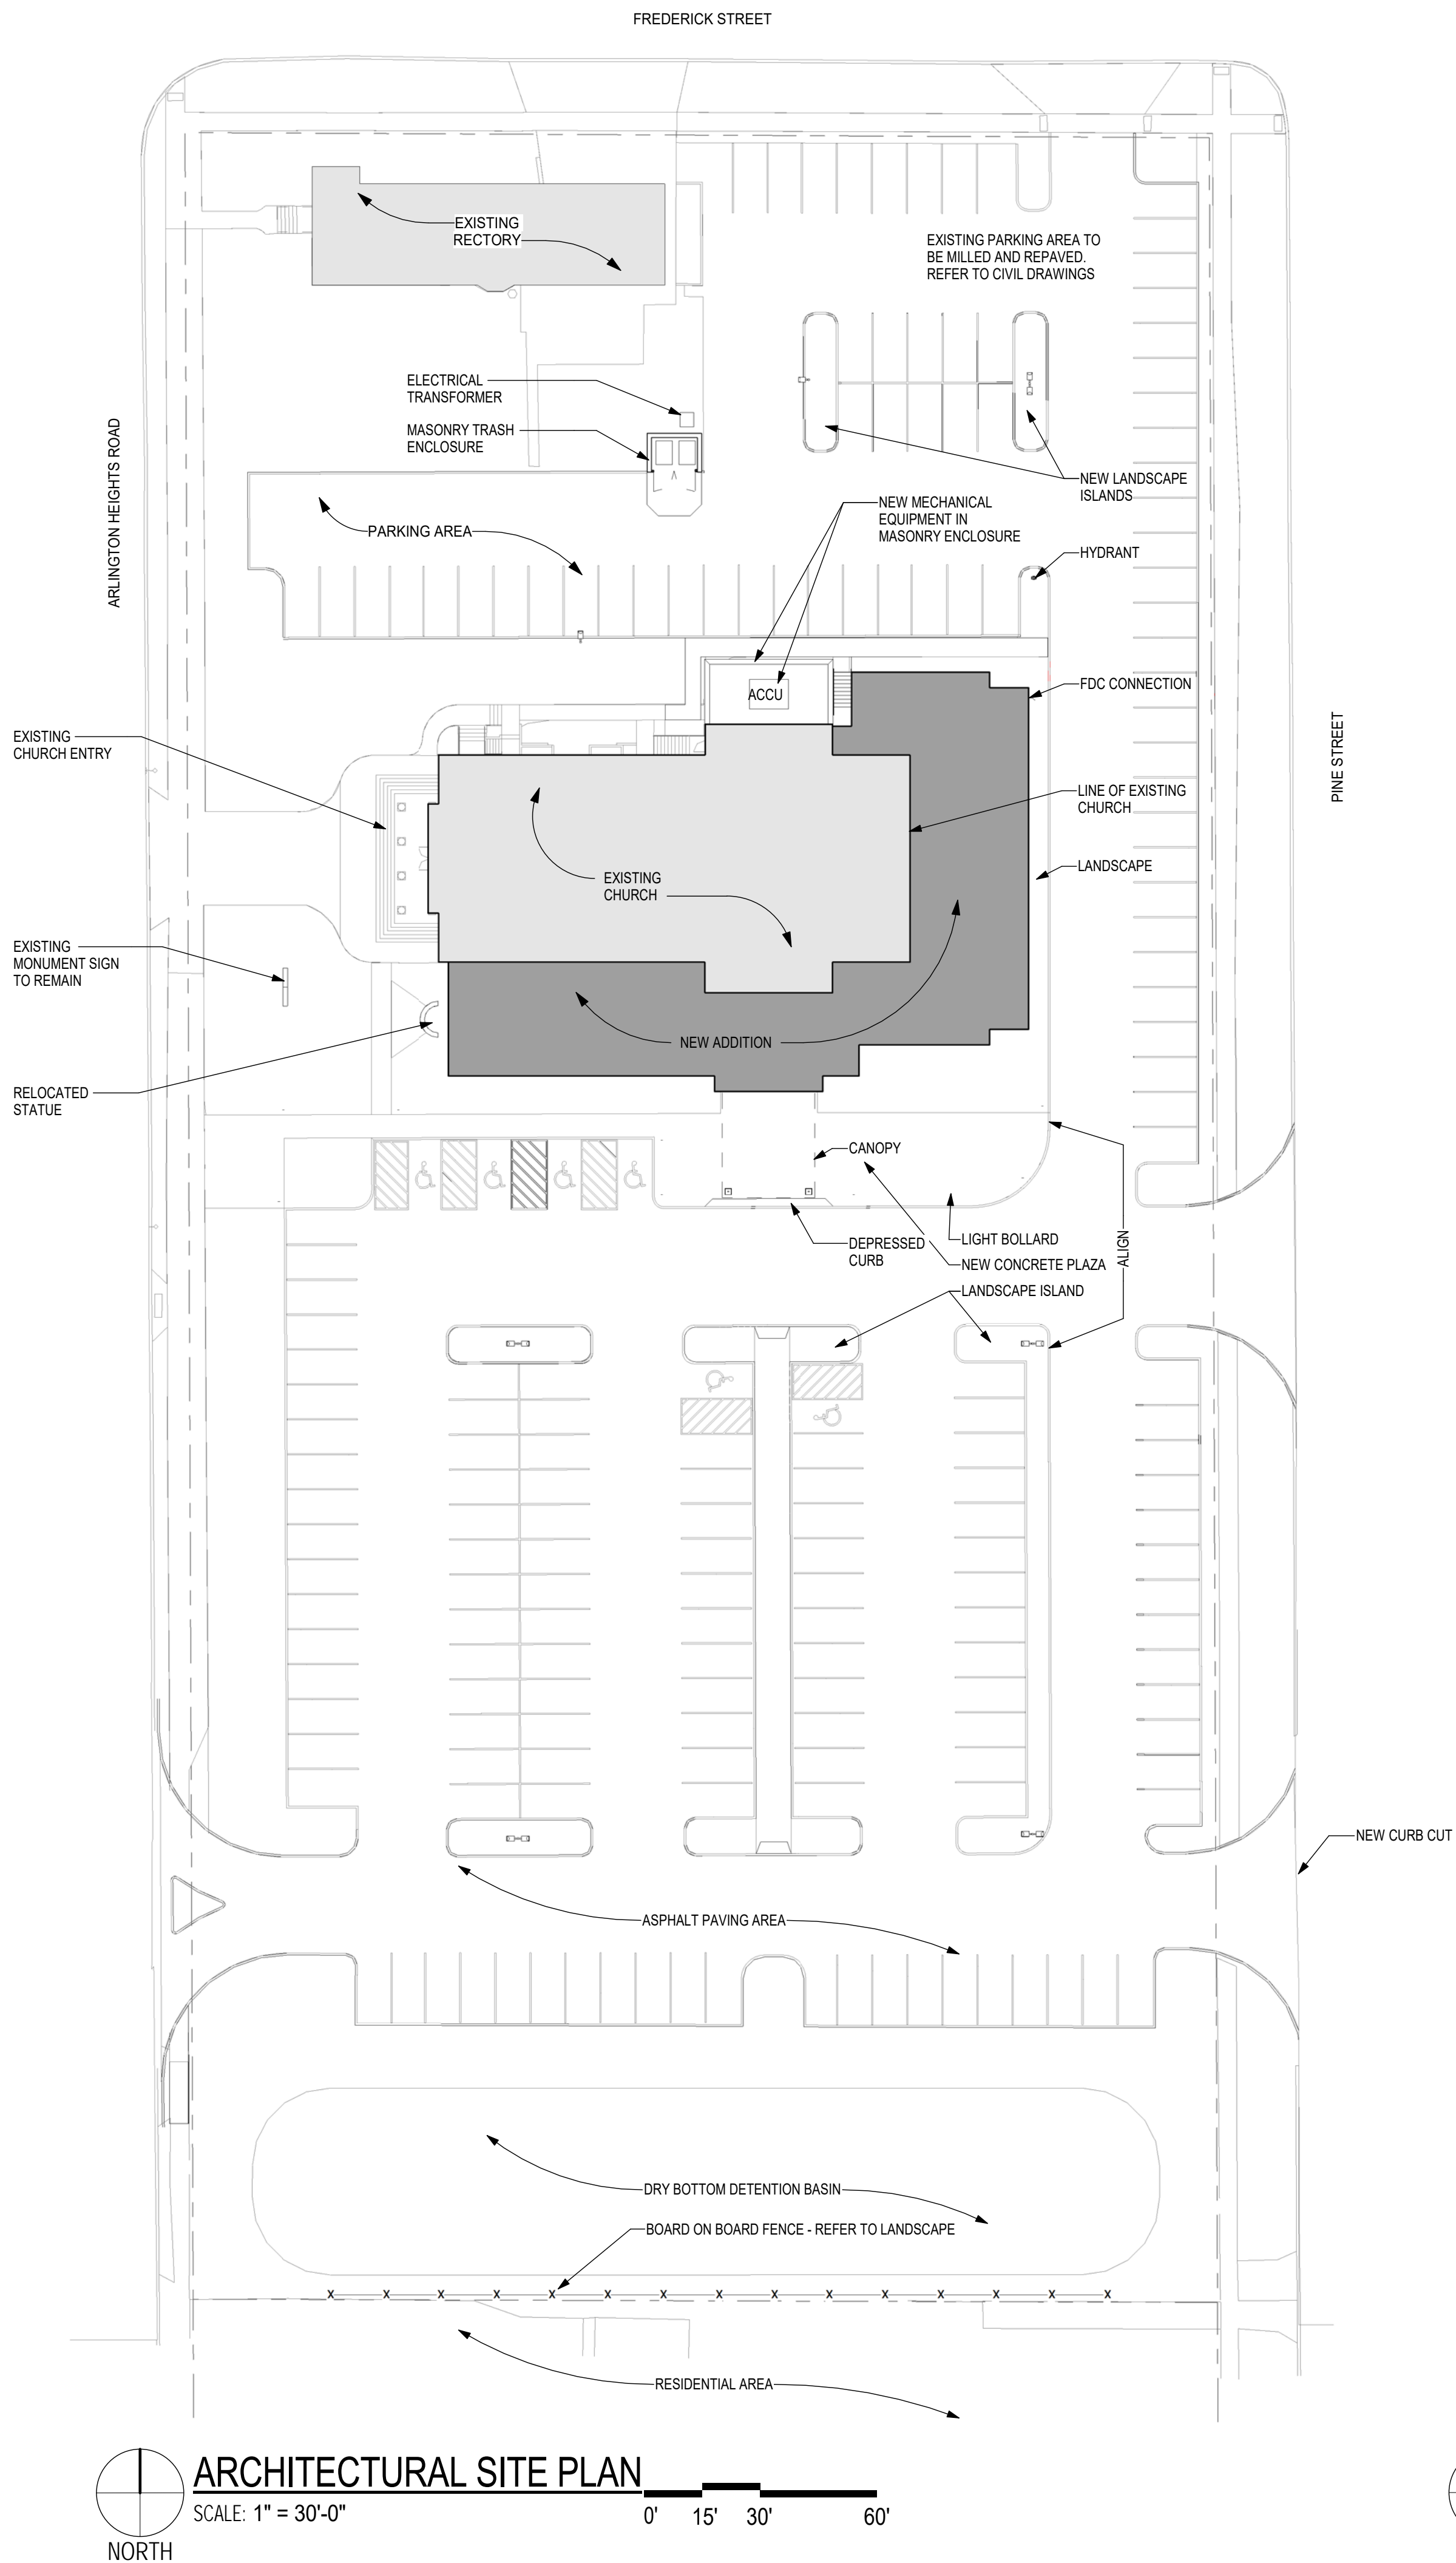 FREDERICK STREET
EXISTING
RECTORY
EXISTING PARKING AREA TO
BE MILLED AND REPAVED.
REFER TO CIVIL DRAWINGS
ELECTRICAL
TRANSFORMER
MASONRY TRASH
ENCLOSURE
ARLINGTON HEIGHTS ROAD
NEW LANDSCAPE
ISLANDS
NEW MECHANICAL
EQUIPMENT IN
MASONRY ENCLOSURE
PARKING AREA
HYDRANT
ACCU
FDC CONNECTION
EXISTING
CHURCH ENTRY
PINE STREET
LINE OF EXISTING
CHURCH
LANDSCAPE
EXISTING
CHURCH
EXISTING
MONUMENT SIGN
TO REMAIN
NEW ADDITION
RELOCATED
STATUE
CANOPY
DEPRESSED
CURB
LIGHT BOLLARD
NEW CONCRETE PLAZA
LANDSCAPE ISLAND
ALIGN
NEW CURB CUT
ASPHALT PAVING AREA
DRY BOTTOM DETENTION BASIN
BOARD ON BOARD FENCE - REFER TO LANDSCAPE
X X X X X X X X X X X X X X X
RESIDENTIAL AREA
ARCHITECTURAL SITE PLAN
SCALE: 1" = 30'-0"
0' 15' 30' 60'
NORTH